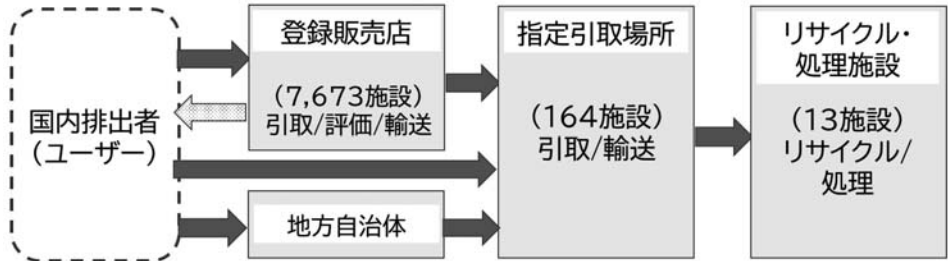 国内排出者
（ユーザー）
登録販売店
（7,673施設）
引取/評価/輸送
地方自治体
指定引取場所
（164施設）
引取/輸送
リサイクル・
処理施設
（13施設）
リサイクル/
処理